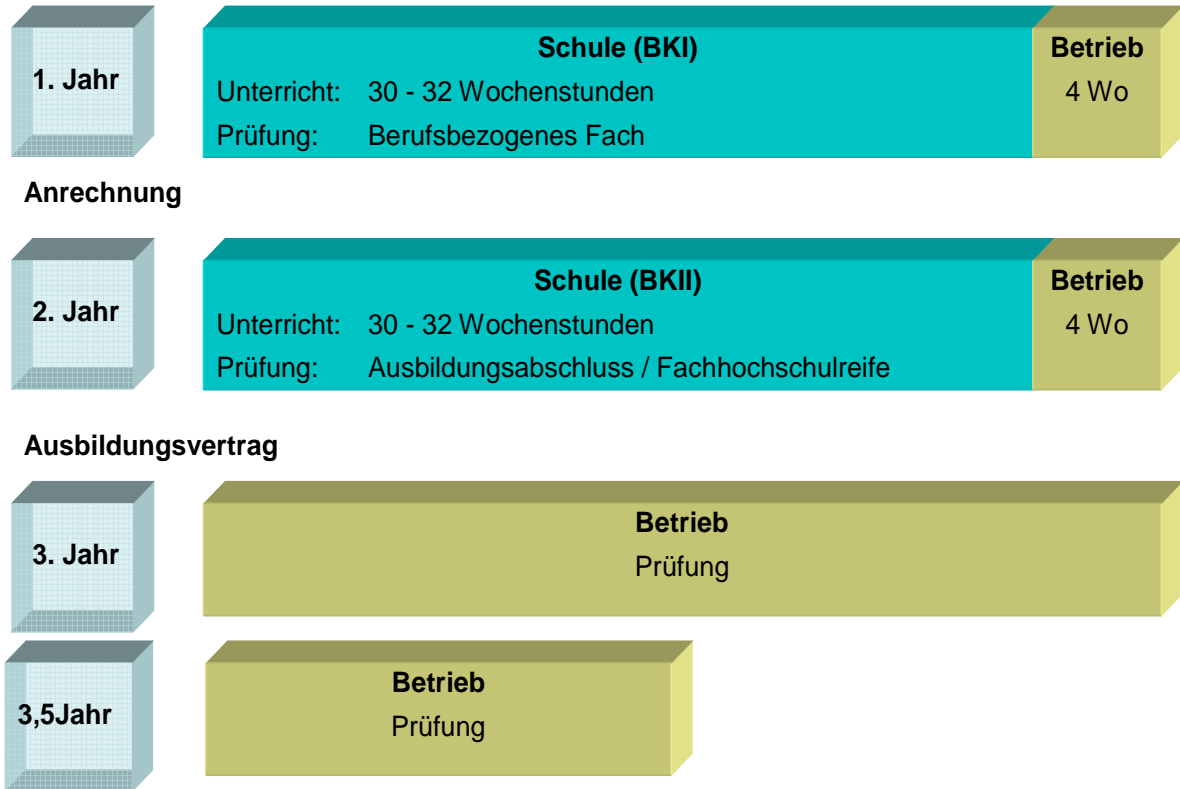 1. Jahr
Schule (BKI)
Betrieb
Unterricht: 30 - 32 Wochenstunden
4 Wo
Prüfung: Berufsbezogenes Fach
Anrechnung
2. Jahr
Schule (BKII)
Betrieb
Unterricht: 30 - 32 Wochenstunden
4 Wo
Prüfung: Ausbildungsabschluss / Fachhochschulreife
Ausbildungsvertrag
3. Jahr
Betrieb
Prüfung
3,5Jahr
Betrieb
Prüfung